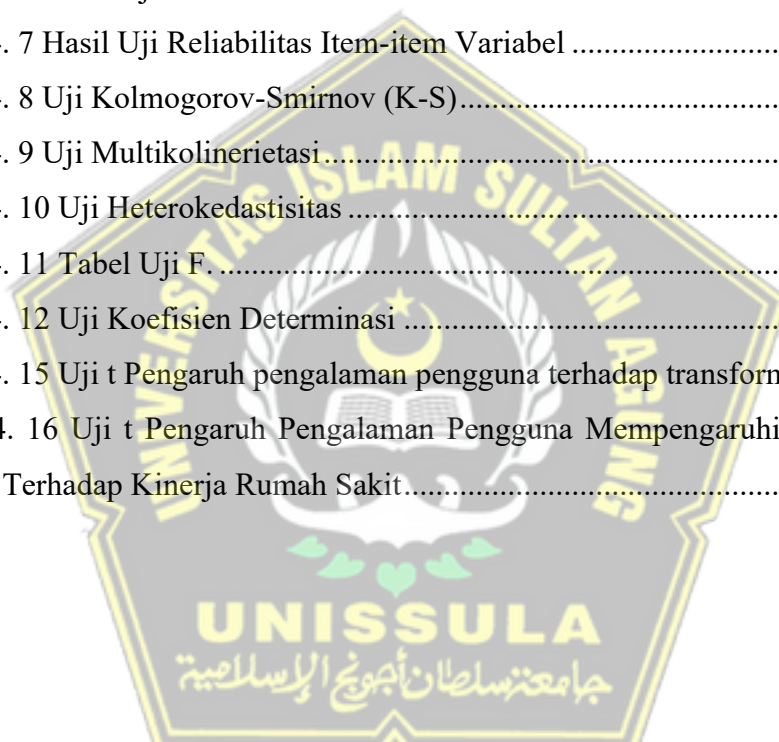 . 7 Hasil Uji Reliabilitas Item-item Variabel ..........................
. 8 Uji Kolmogorov-Smirnov (K-S)..........................................
. 9 Uji Multikolinerietasi..........................................................
. 10 Uji Heterokedastisitas ......................................................
. 11 Tabel Uji F. .......................................................................
. 12 Uji Koefisien Determinasi ................................................
. 15 Uji t Pengaruh pengalaman pengguna terhadap transforn
4. 16 Uji t Pengaruh Pengalaman Pengguna Mempengaruhi
Terhadap Kinerja Rumah Sakit................................................
UNIVERSITAS ISLAM SULTAN AGUNG
UNISSULA
جامعتنسلطان أجونج الإسلامية